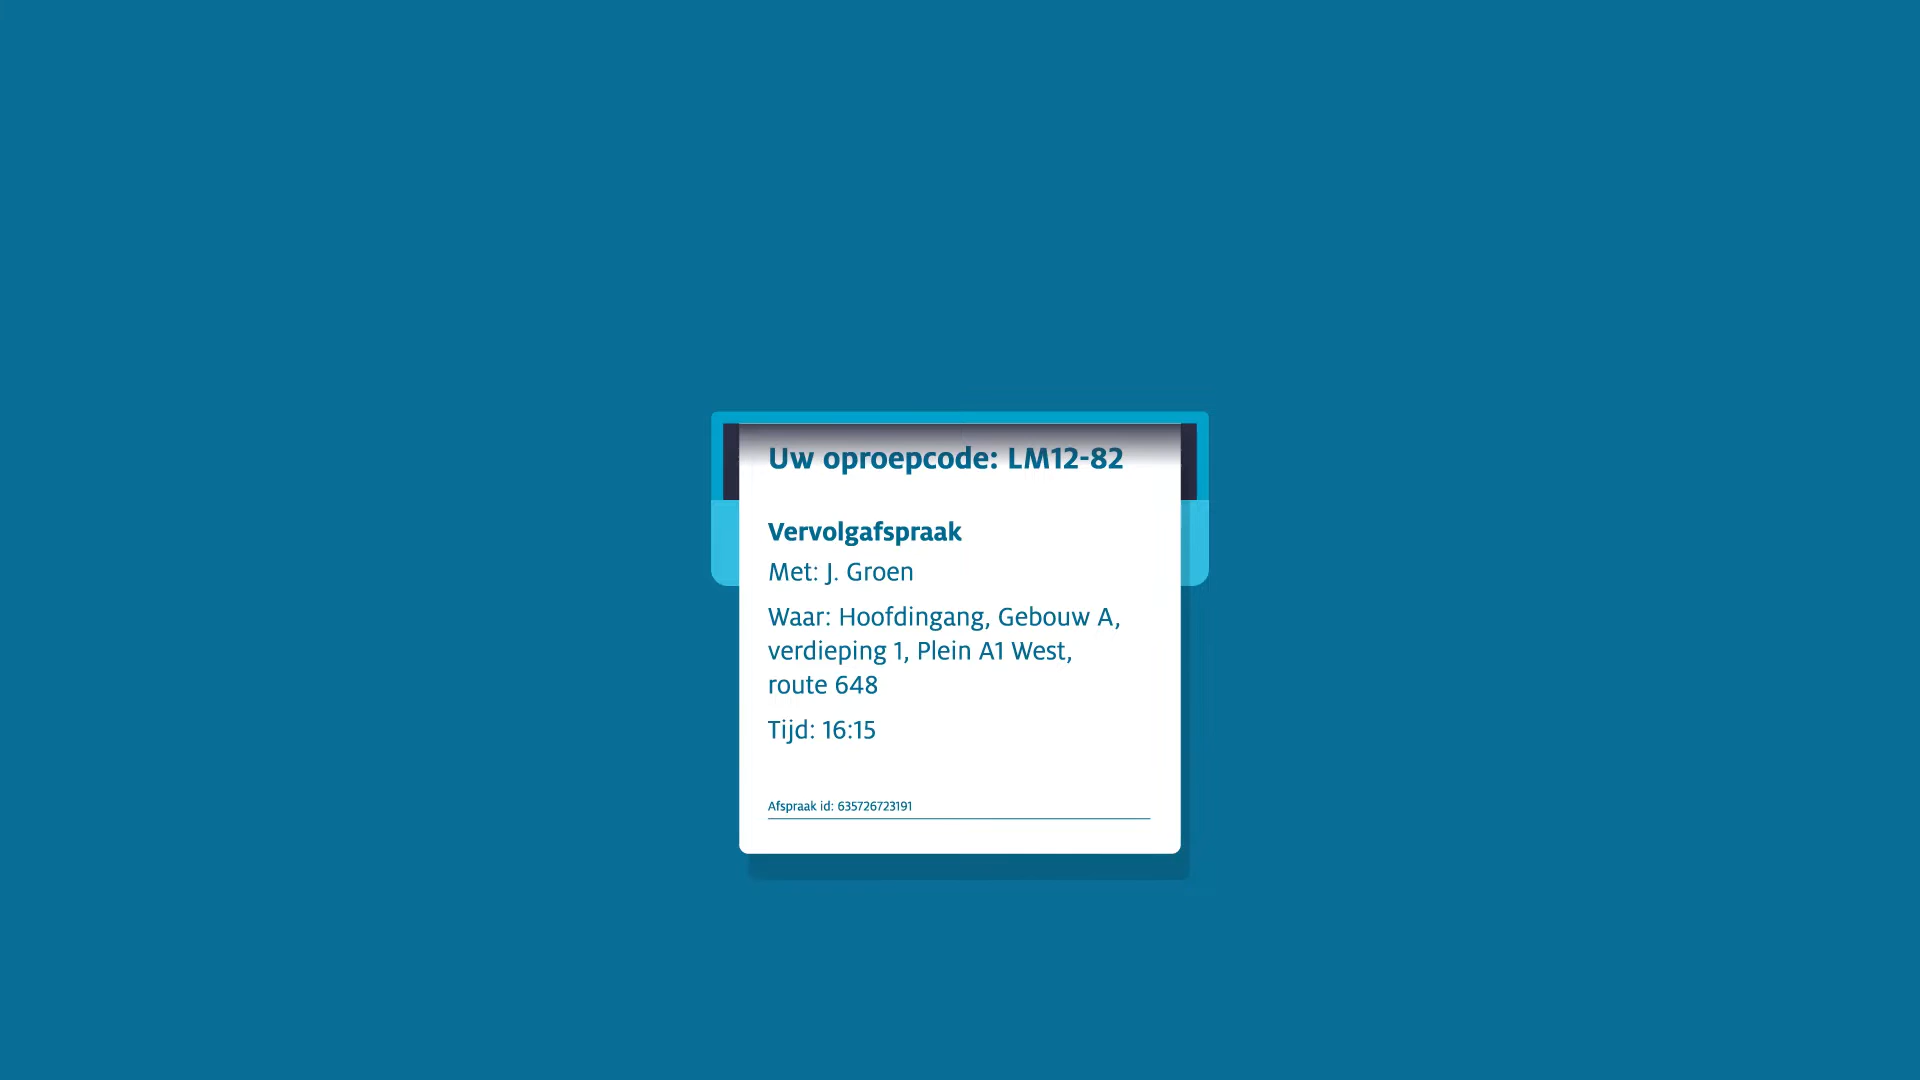 Uw oproepcode: LM12-82
Vervolgafspraak
Met: J. Groen
Waar: Hoofdingang, Gebouw A,
verdieping 1, Plein A1 West,
route 648
Tijd: 16:15
Afspraak id: 635726723191